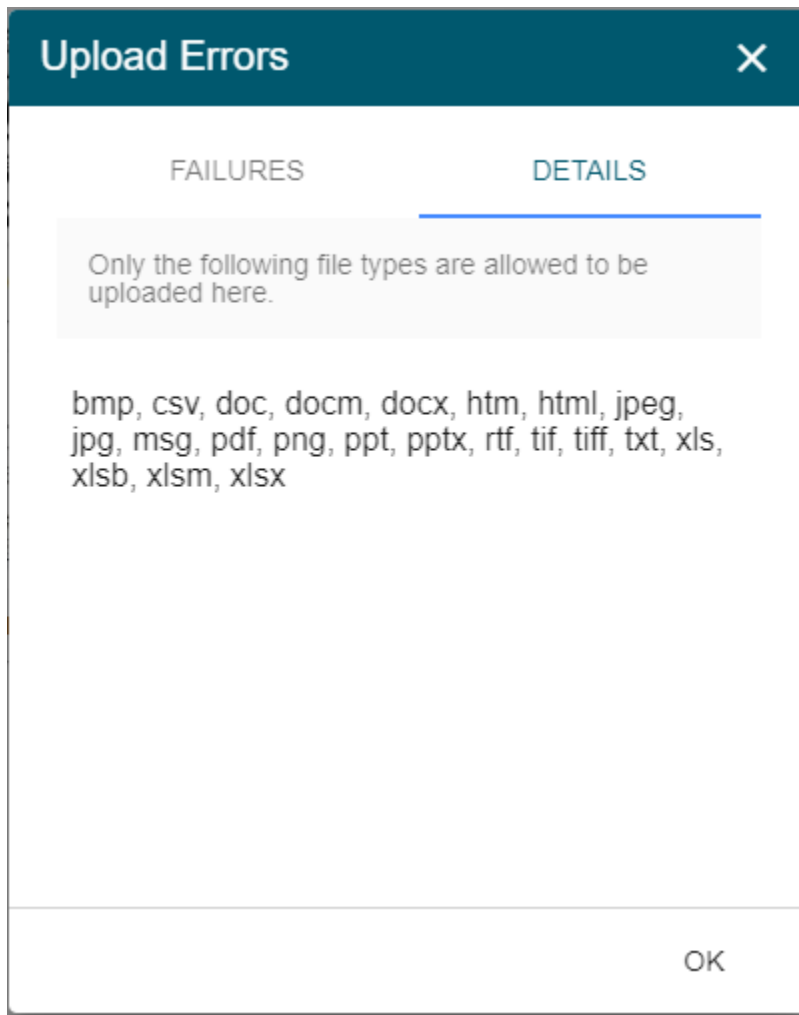 Upload Errors
FAILURES
DETAILS
Only the following file types are allowed to be
uploaded here.
bmp, csv, doc, docm, docx, htm, html, jpeg,
jpg, msg, pdf, png, ppt, pptx, rtf, tif, tiff, txt, xls,
xlsb, xlsm, xlsx
OK